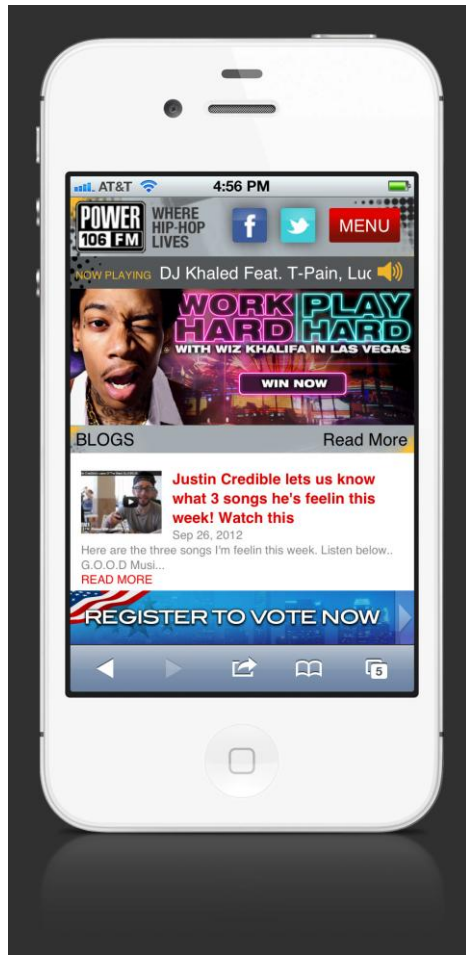 AT&T 4:56 PM
POWER
106 FM
WHERE
HIP-HOP
LIVES
f
MENU
NOW PLAYING DJ Khaled Feat. T-Pain, Luc
WORK PLAY
HARD HARD
WITH WIZ KHALIFA IN LAS VEGAS
WIN NOW
BLOGS Read More
Justin Credible lets us know
what 3 songs he's feelin this
week! Watch this
Sep 26, 2012
Here are the three songs I'm feelin this week. Listen below..
G.O.O.D Musi...
READ MORE
REGISTER TO VOTE NOW
5